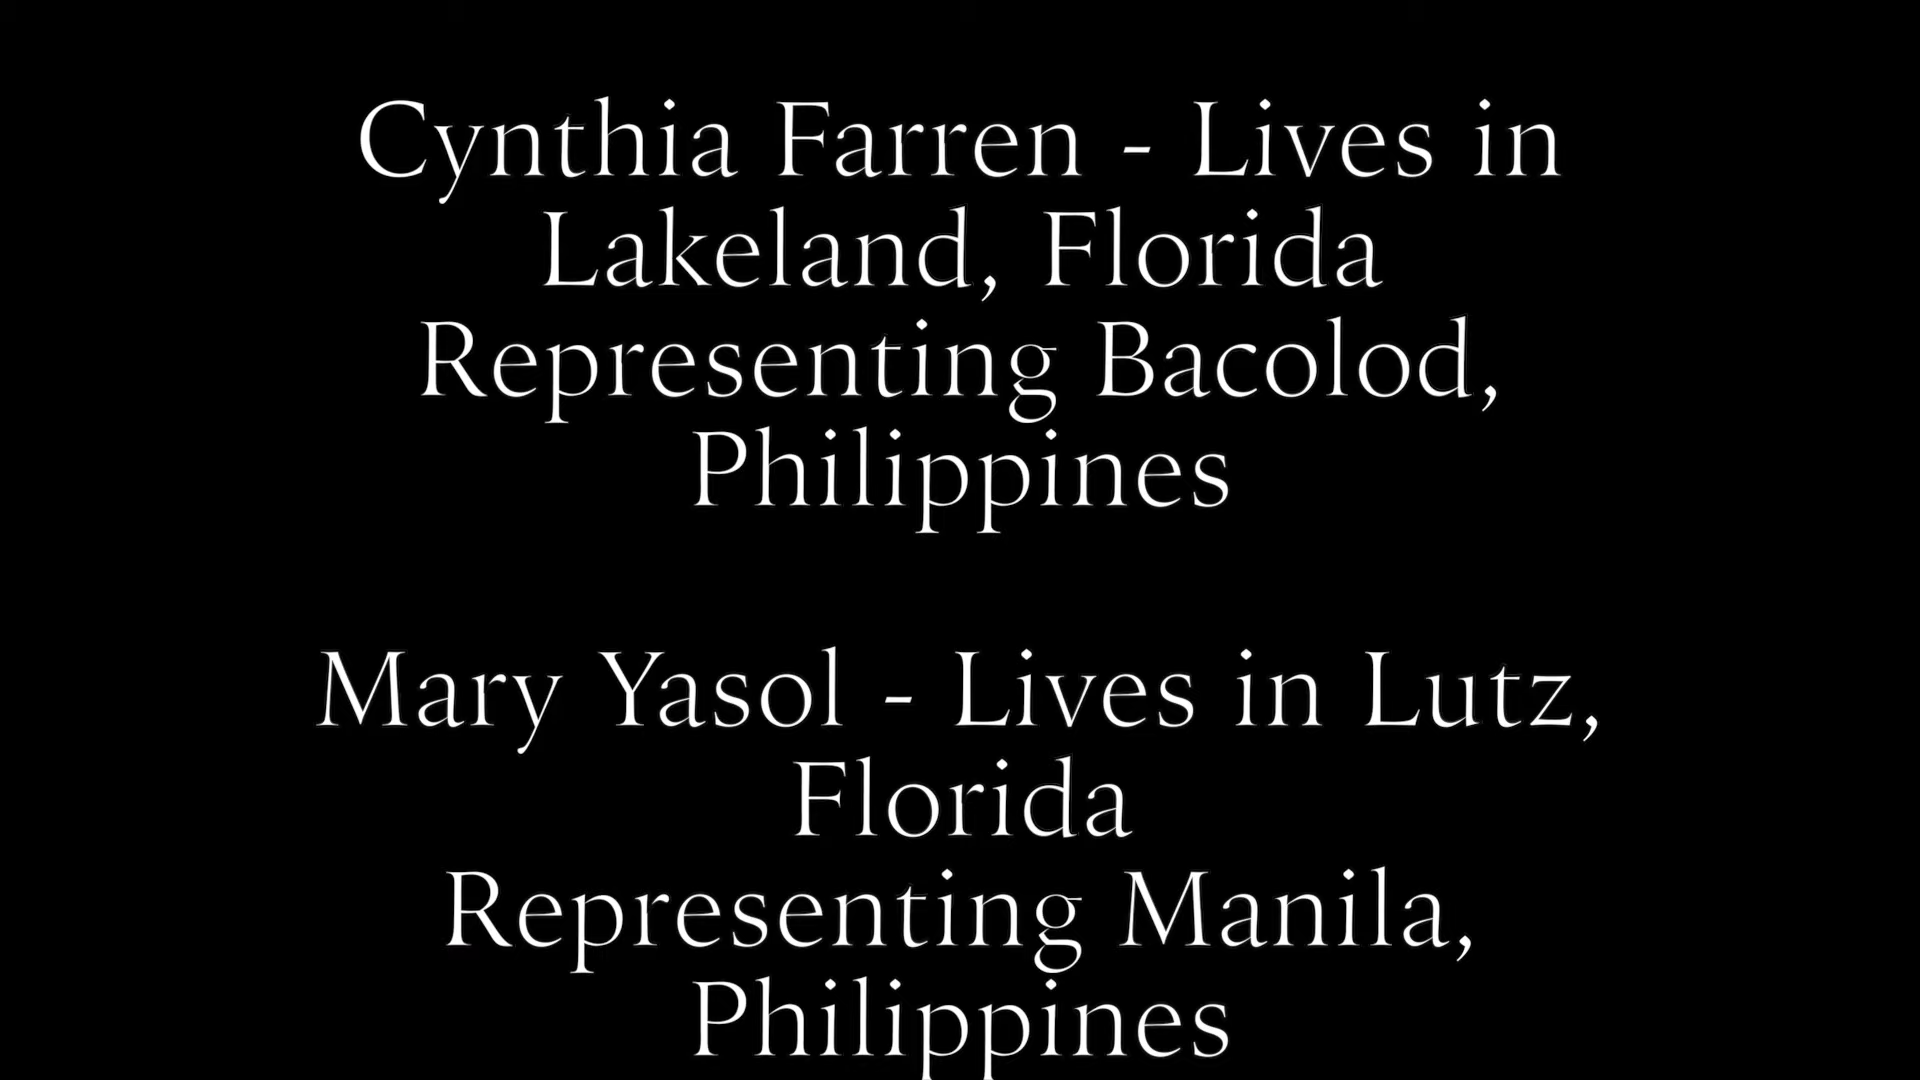 Cynthia Farren - Lives in
Lakeland, Florida
Representing Bacolod,
Philippines
Mary Yasol - Lives in Lutz,
Florida
Representing Manila,
Philippines